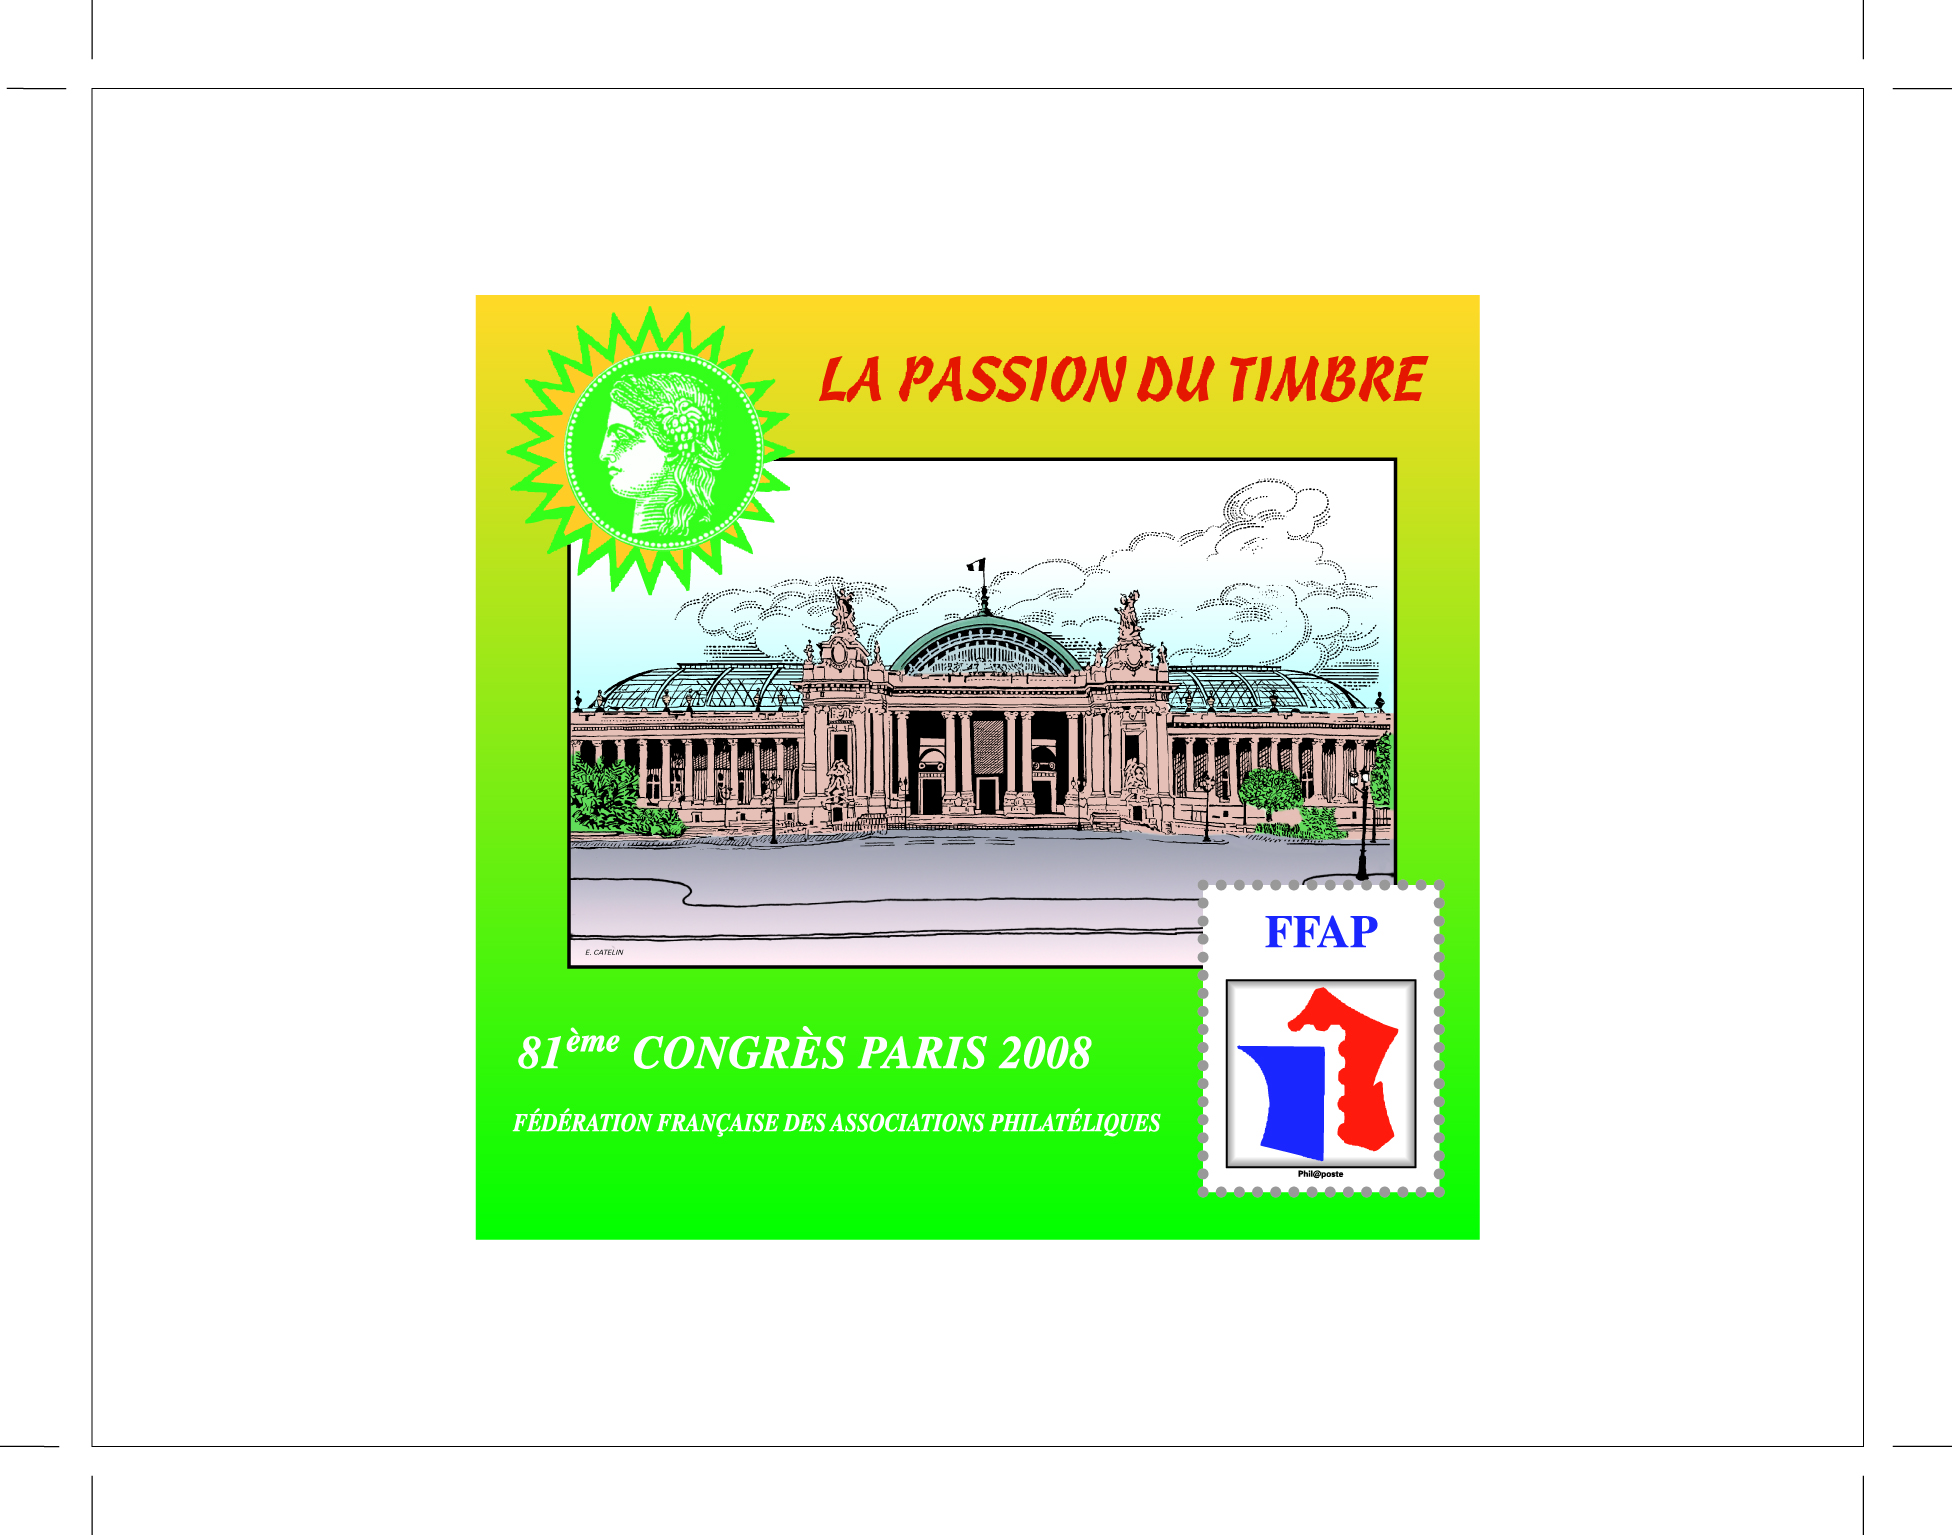 LA PASSION DU TIMBRE
E. CATELIN
FFAP
81ème CONGRÈS PARIS 2008
FÉDÉRATION FRANÇAISE DES ASSOCIATIONS PHILATÉLIQUES
Phil@poste